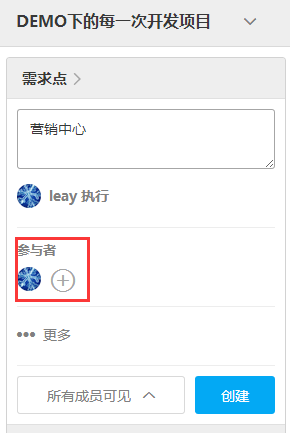 DEMO下的每一次开发项目
需求点
营销中心
leay 执行
参与者
更多
所有成员可见
创建